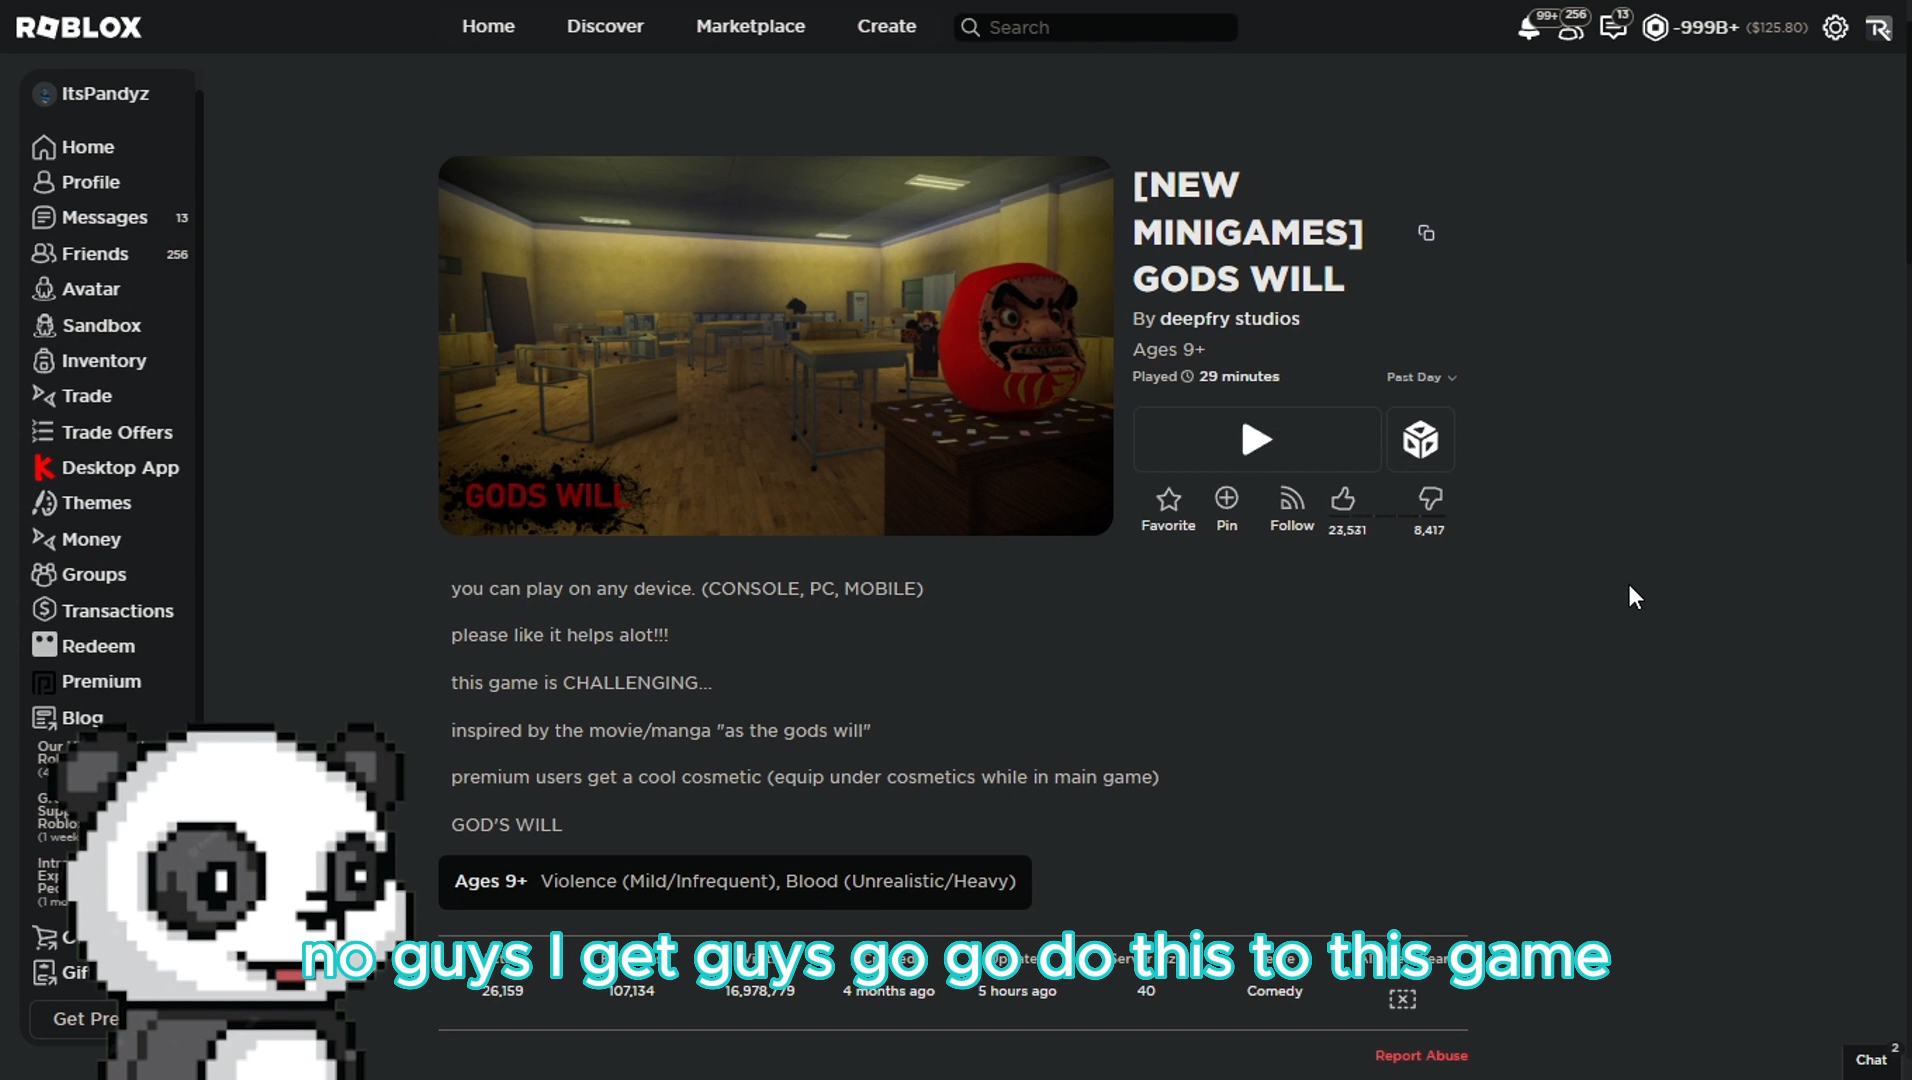 ROBLOX
Home
Discover
Marketplace
Create
Search
99+
256
13
-999B+
($125.80)
ItsPandyz
Home
Profile
Messages 13
Friends 256
Avatar
Sandbox
Inventory
Trade
Trade Offers
Desktop App
Themes
Money
Groups
Transactions
Redeem
Premium
Blog
Get Pre
[NEW
MINIGAMES]
GODS WILL
By deepfry studios
Ages 9+
Played 29 minutes
Past Day
Favorite
Pin
Follow
23,531
8,417
GODS WILL
you can play on any device. (CONSOLE, PC, MOBILE)
please like it helps alot!!!
this game is CHALLENGING...
inspired by the movie/manga "as the gods will"
premium users get a cool cosmetic (equip under cosmetics while in main game)
GOD'S WILL
Ages 9+ Violence (Mild/Infrequent), Blood (Unrealistic/Heavy)
no guys I get guys go go do this to this game
26,159
107,134
16,978,779
4 months ago
5 hours ago
40
Comedy
Report Abuse
Chat
2